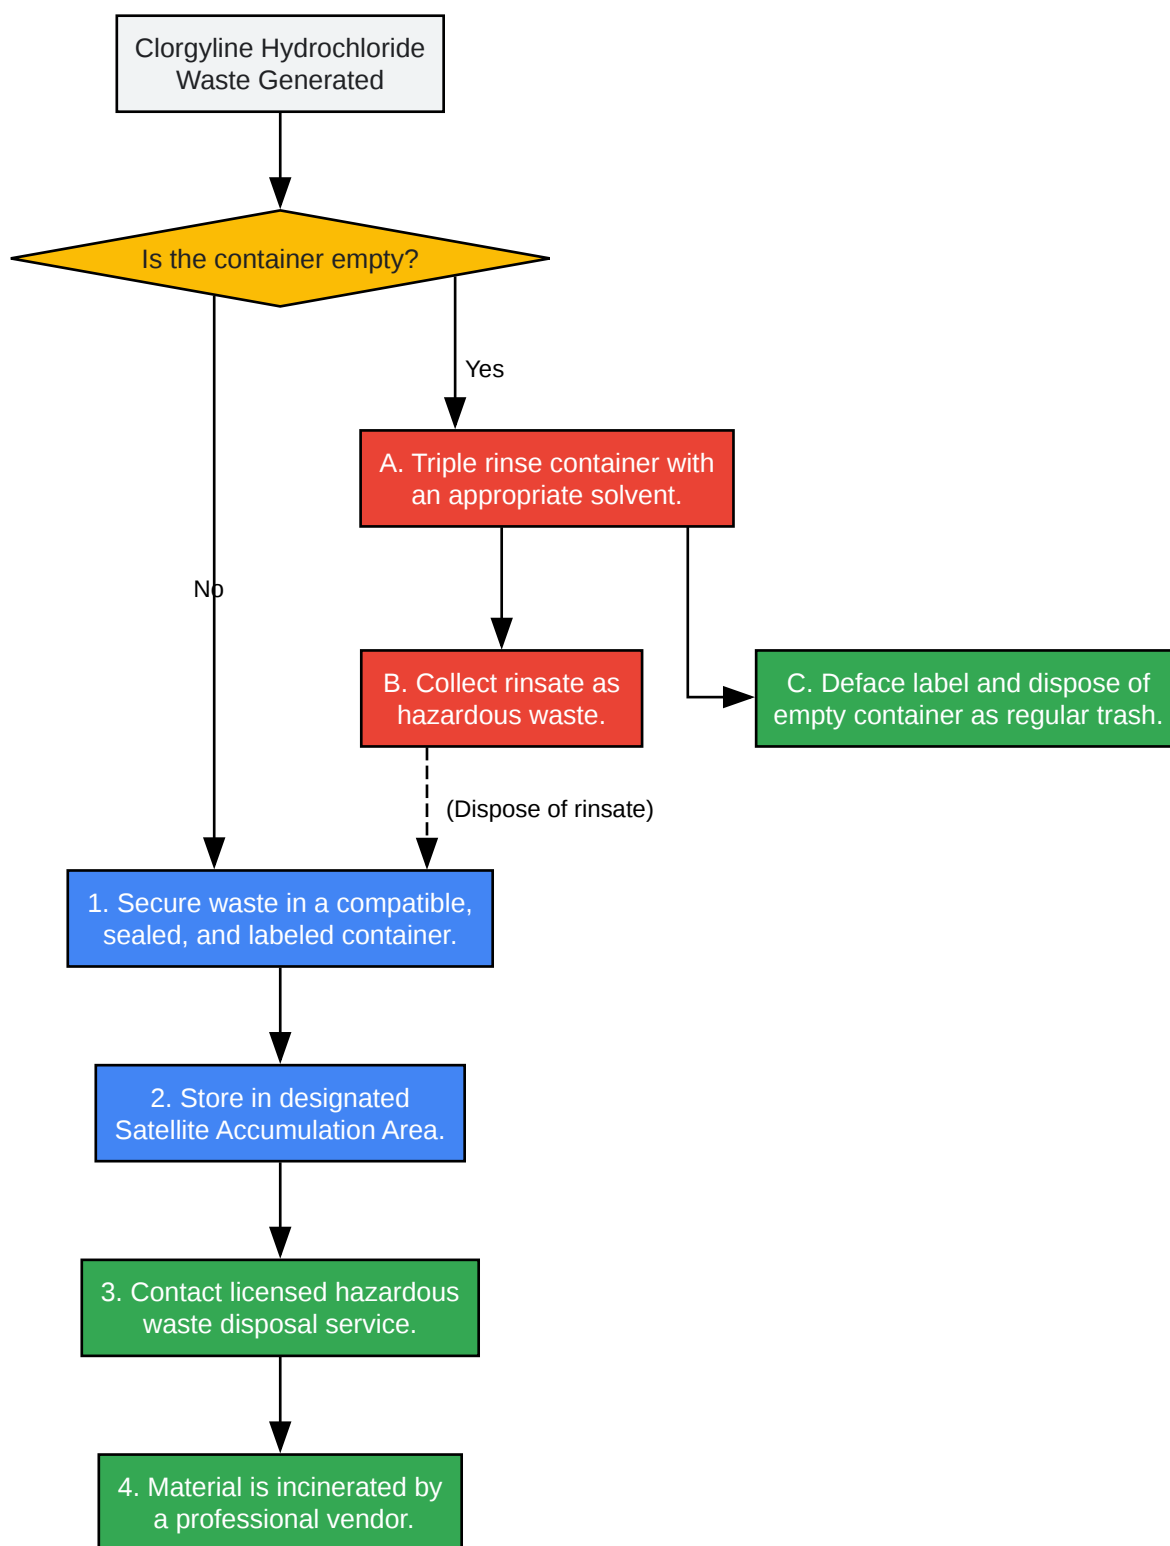 Clorgyline Hydrochloride
Waste Generated
Is the container empty?
Yes
A. Triple rinse container with
an appropriate solvent.
No
B. Collect rinsate as
hazardous waste.
C. Deface label and dispose of
empty container as regular trash.
(Dispose of rinsate)
1. Secure waste in a compatible,
sealed, and labeled container.
2. Store in designated
Satellite Accumulation Area.
3. Contact licensed hazardous
waste disposal service.
4. Material is incinerated by
a professional vendor.